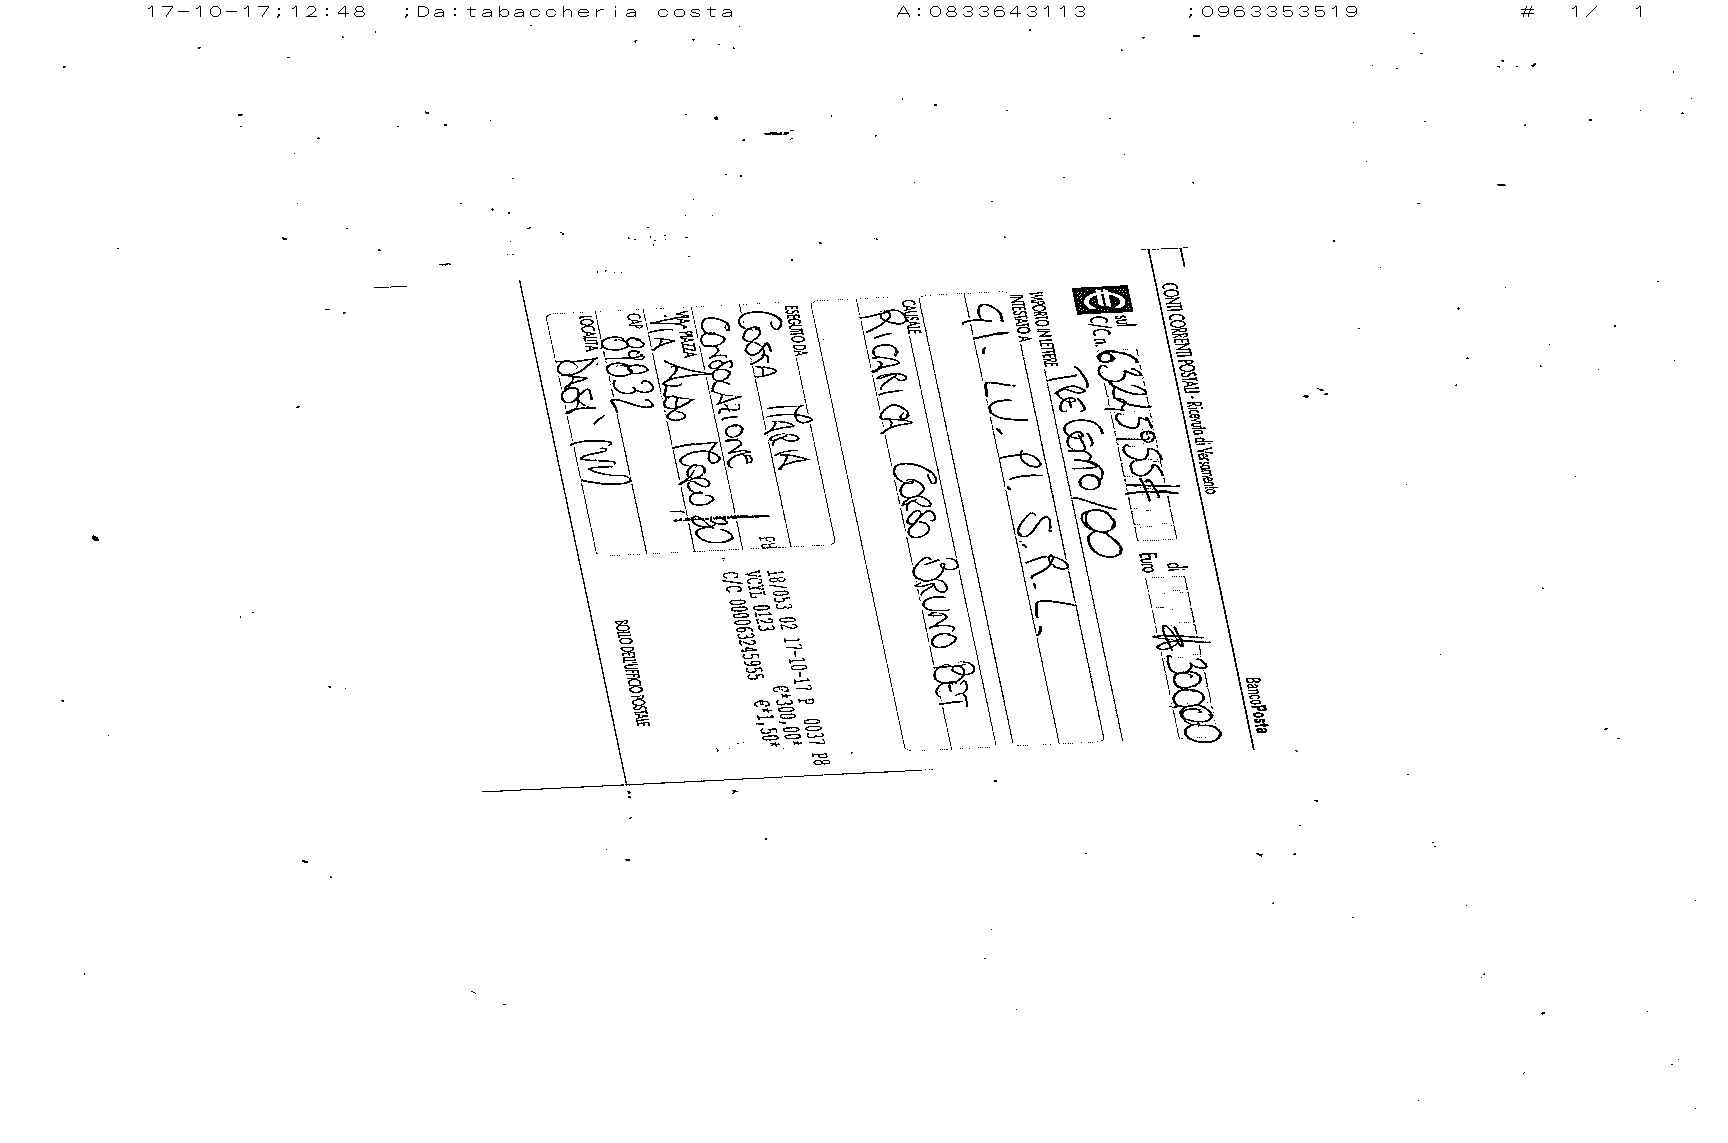 17-10-17;12:48 ;Da:tabaccheria costa A:0833643113 ;0963353519 # 1/ 1
CONTI CORRENTI POSTALI - Ricevuta di Versamento BancoPosta
sul C/C n. 63245955# di Euro #30000
TRECENTO/00
IMPORTO IN LETTERE
INTESTATO A
GI. LU. PI. S.R.L.
CAUSALE
RICARICA CORSO BRUNO BET
ESEGUITO DA
COSTA MARIA
CONSOLAZIONE
VIA - PIAZZA
VIA ALDO MORO 80
CAP 89832
LOCALITÀ
DASA' (VV)
18/053 02 17-10-17 P 0037 P8
VCYL 0123 €*300,00*
C/C 000063245955 €*1,50*
BOLLO DELL'UFFICIO POSTALE